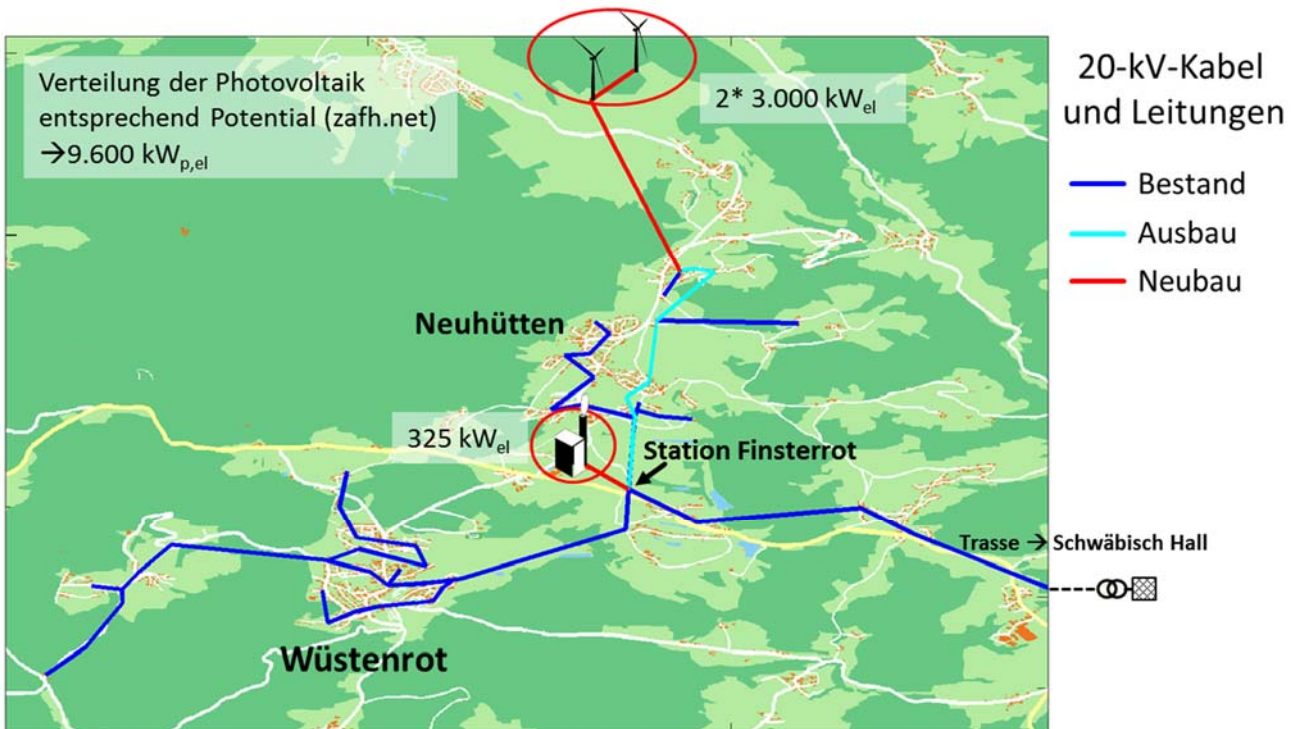 Verteilung der Photovoltaik
entsprechend Potential (zafh.net)
→9.600 kWp,el
2* 3.000 kWel
20-kV-Kabel
und Leitungen
Bestand
Ausbau
Neubau
Neuhütten
325 kWel
Station Finsterrot
Trasse → Schwäbisch Hall
Wüstenrot